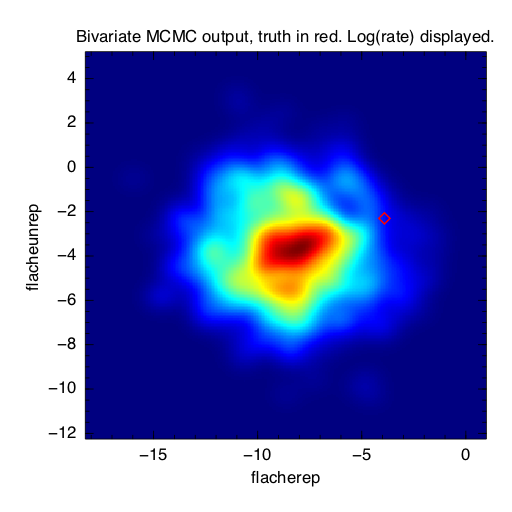 Bivariate MCMC output, truth in red. Log(rate) displayed.
4
2
0
−2
−4
−6
−8
−10
−12
flacheunrep
−15 −10 −5 0
flacherep